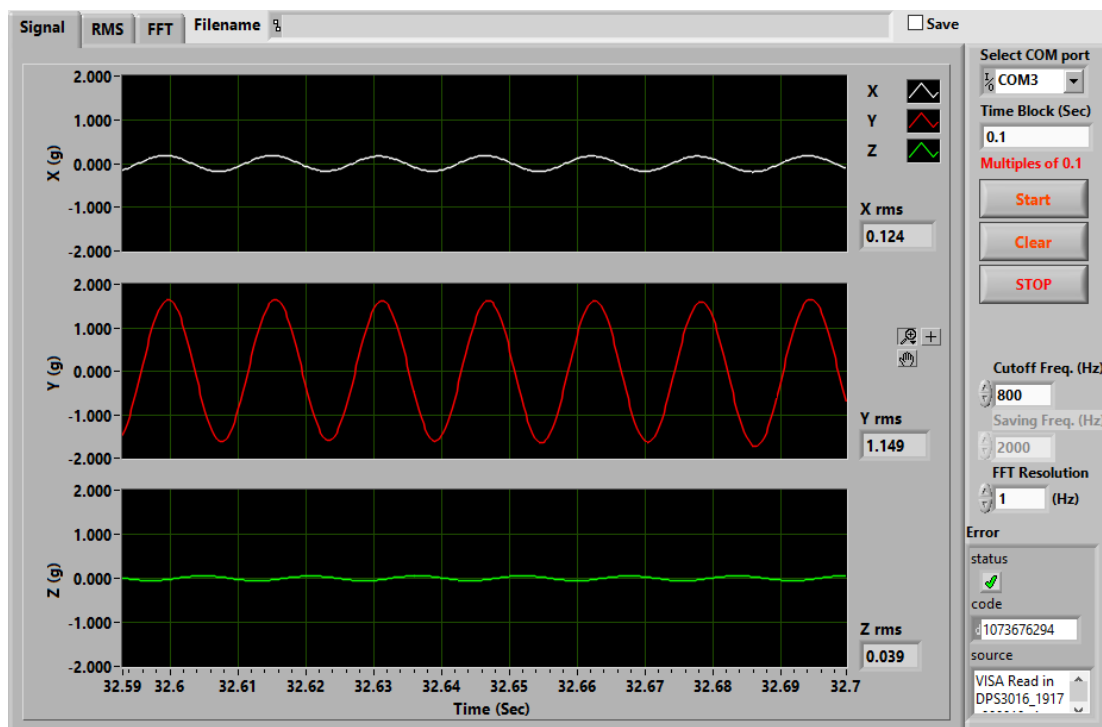 Signal RMS FFT Filename
Save
2.000
1.000
0.000
-1.000
-2.000
X (g)
X
Y
Z
X rms
0.124
2.000
1.000
0.000
-1.000
-2.000
Y (g)
Y rms
1.149
2.000
1.000
0.000
-1.000
-2.000
Z (g)
Z rms
0.039
32.59 32.6 32.61 32.62 32.63 32.64 32.65 32.66 32.67 32.68 32.69 32.7
Time (Sec)
Select COM port
I/O COM3
Time Block (Sec)
0.1
Multiples of 0.1
Start
Clear
STOP
Cutoff Freq. (Hz)
800
Saving Freq. (Hz)
2000
FFT Resolution
1 (Hz)
Error
status
code
d 1073676294
source
VISA Read in
DPS3016_1917